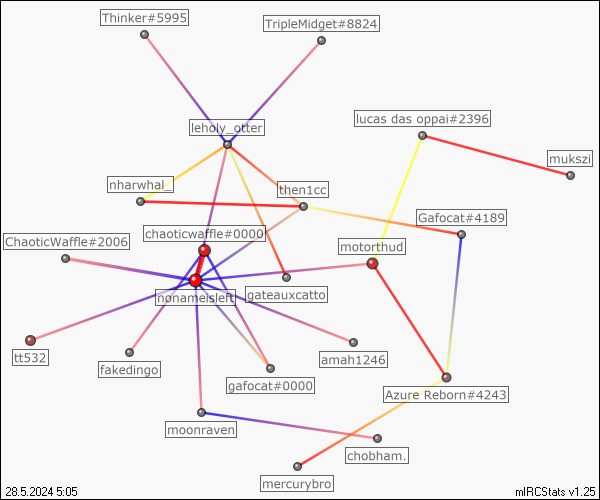 Thinker#5995
TripleMidget#8824
lucas das oppai#2396
leholy_otter
mukszi
nharwhal_
then1cc
Gafocat#4189
chaoticwaffle#0000
ChaoticWaffle#2006
motorthud
nonameisleft
gateauxcatto
tt532
fakedingo
amah1246
gafocat#0000
Azure Reborn#4243
moonraven
chobham.
mercurybro
28.5.2024 5:05
mIRCStats v1.25